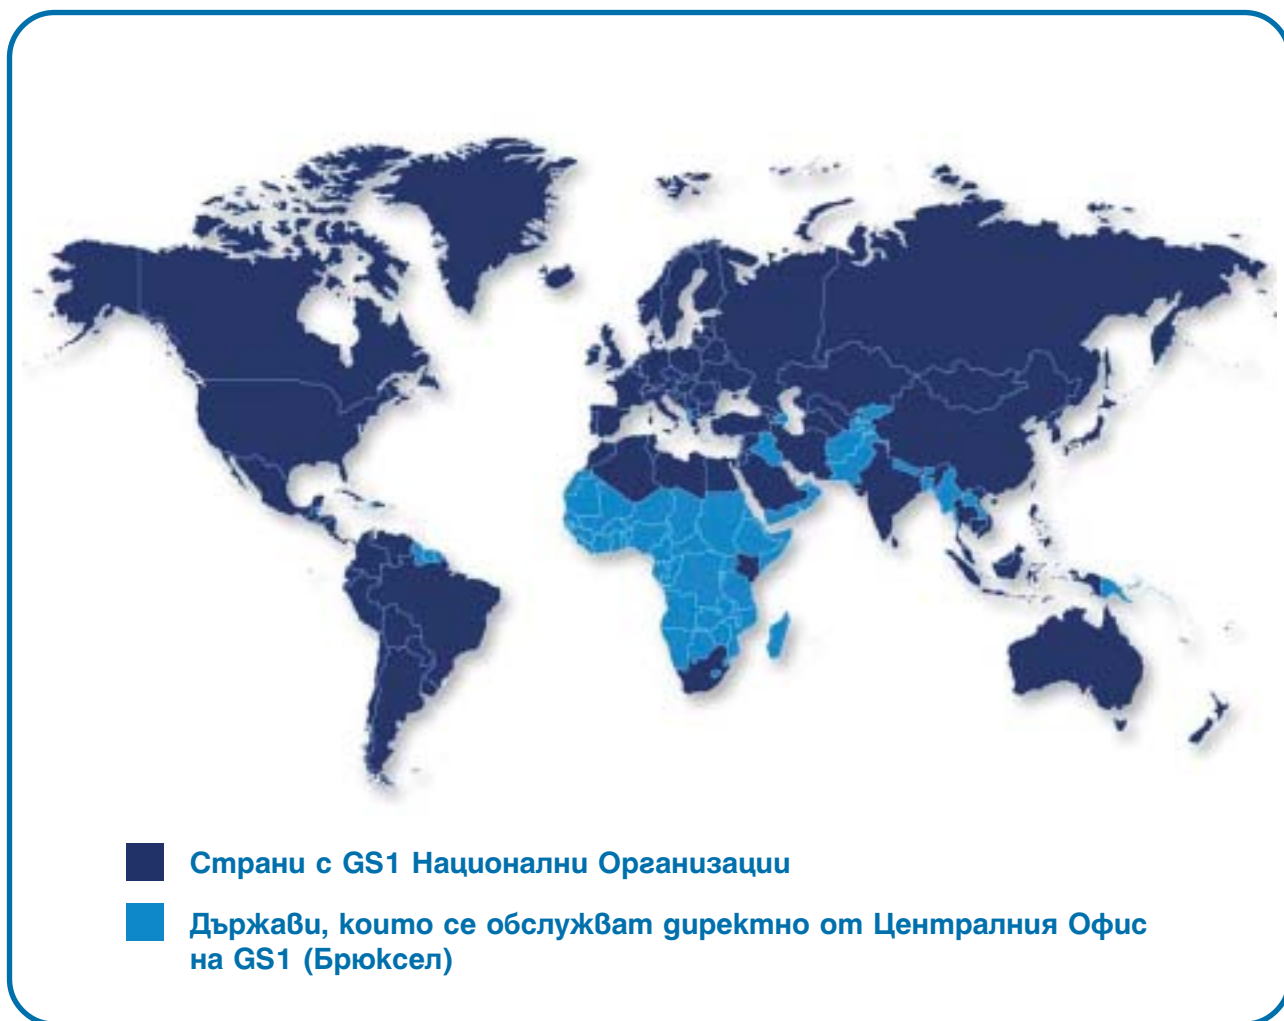 Страни с GS1 Национални Организации
Държави, които се обслужват директно от Централния Офис
на GS1 (Брюксел)